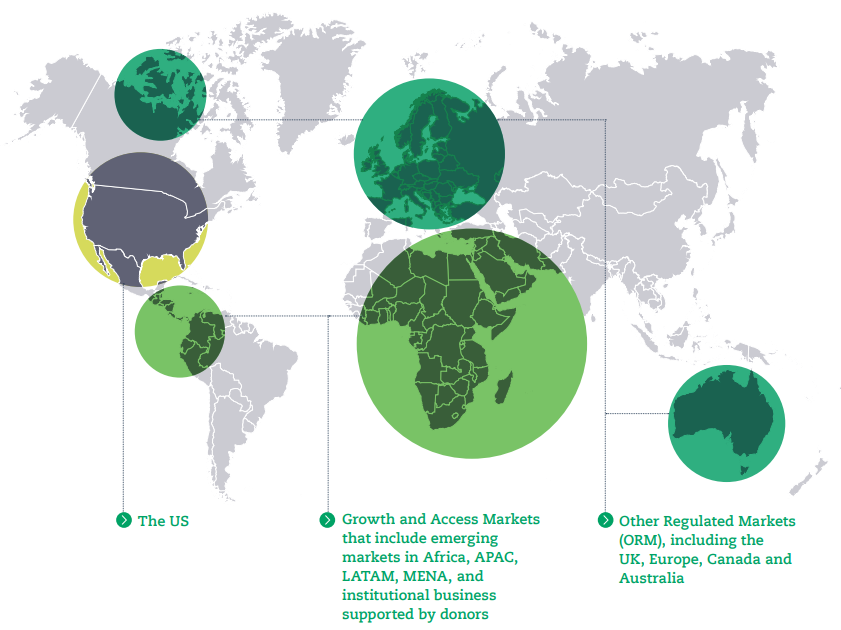 The US
Growth and Access Markets
that include emerging
markets in Africa, APAC,
LATAM, MENA, and
institutional business
supported by donors
Other Regulated Markets
(ORM), including the
UK, Europe, Canada and
Australia